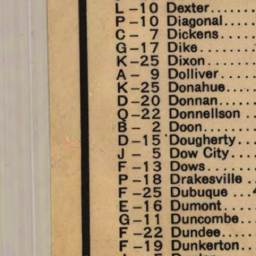 L-10 Dexter......
P-10 Diagonal.....
C- 7 Dickens.....
G-17 Dike........
K-25 Dixon.......
A- 9 Dolliver.....
K-25 Donahue....
D-20 Donnan.....
Q-22 Donnellson ..
B- 2 Doon........
D-15 Dougherty...
J- 5 Dow City....
F-13 Dows........
P-18 Drakesville ..
F-25 Dubuque ...
E-16 Dumont....
G-11 Duncombe...
F-22 Dundee.....
F-19 Dunkerton..